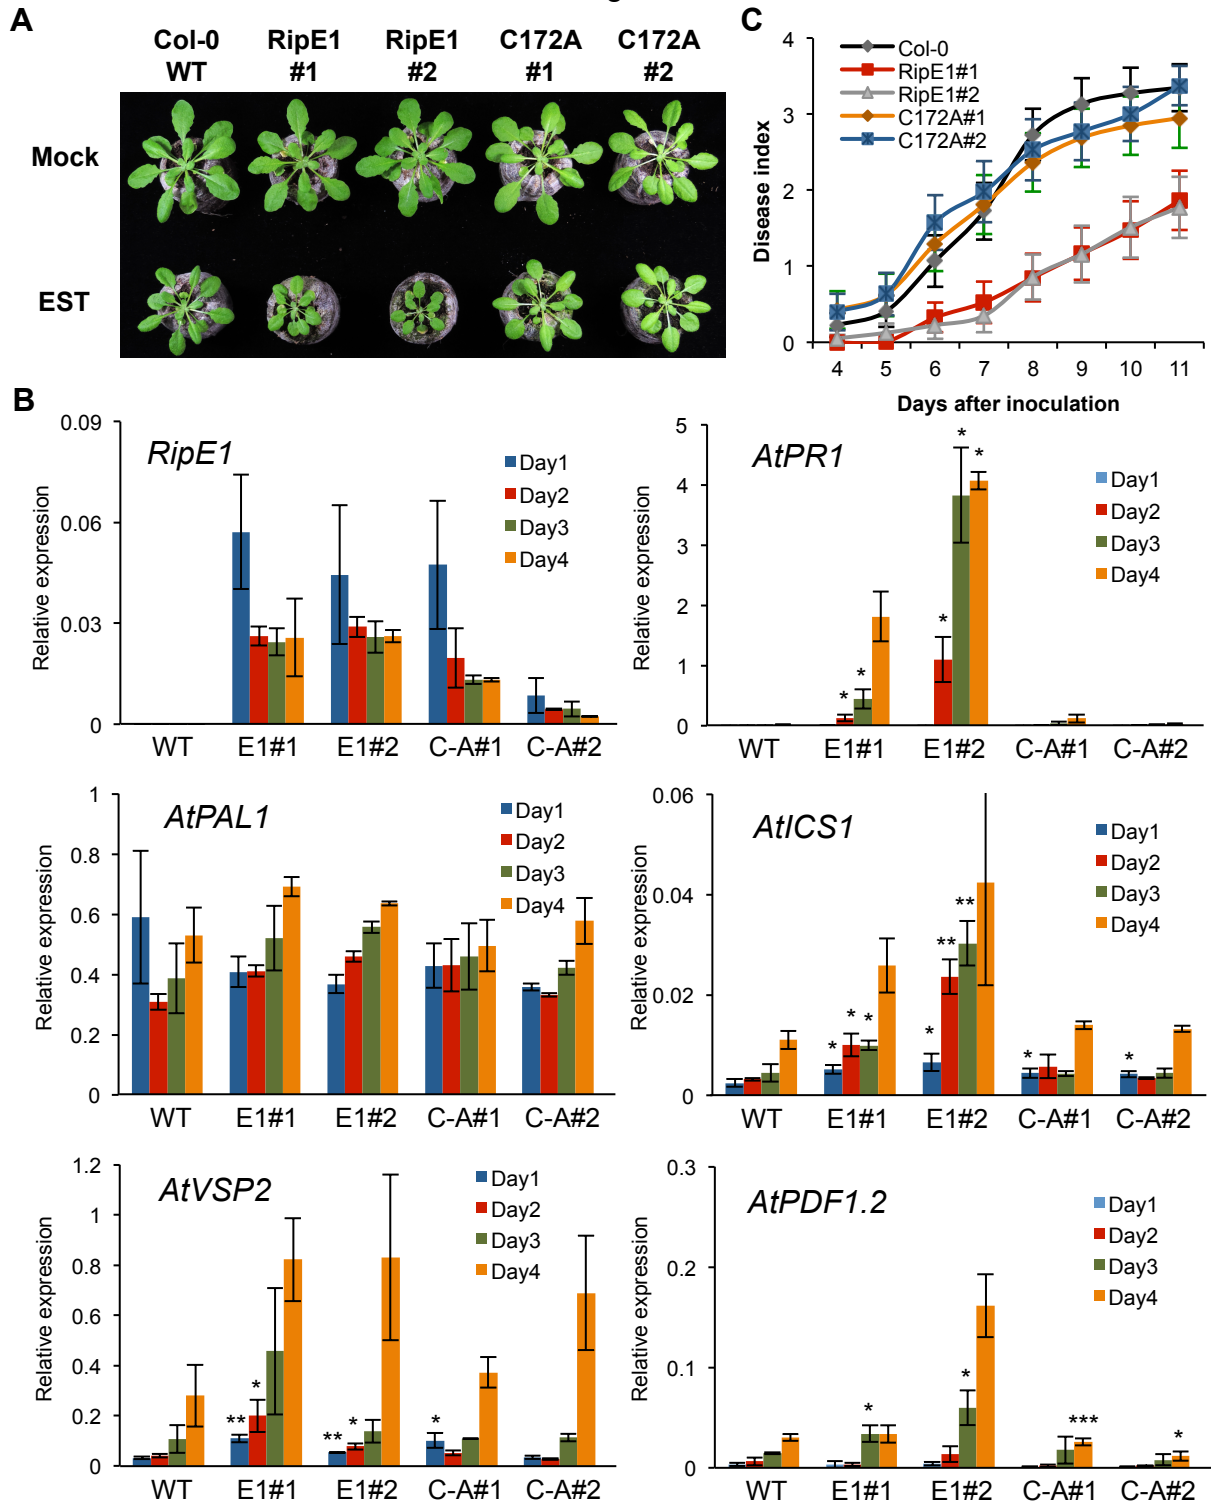 A
Col-0 WT
RipE1 #1
RipE1 #2
C172A #1
C172A #2
Mock
EST
C
Disease index
4
3
2
1
0
Col-0
RipE1#1
RipE1#2
C172A#1
C172A#2
4 5 6 7 8 9 10 11
Days after inoculation
B
RipE1
Relative expression
0.09
0.06
0.03
0
Day1
Day2
Day3
Day4
WT E1#1 E1#2 C-A#1 C-A#2
AtPR1
Relative expression
5
4
3
2
1
0
Day1
Day2
Day3
Day4
* * * * *
WT E1#1 E1#2 C-A#1 C-A#2
AtPAL1
Relative expression
1
0.8
0.6
0.4
0.2
0
Day1
Day2
Day3
Day4
WT E1#1 E1#2 C-A#1 C-A#2
AtICS1
Relative expression
0.06
0.04
0.02
0
Day1
Day2
Day3
Day4
* * * * ** ** * *
WT E1#1 E1#2 C-A#1 C-A#2
AtVSP2
Relative expression
1.2
1
0.8
0.6
0.4
0.2
0
Day1
Day2
Day3
Day4
** * ** * *
WT E1#1 E1#2 C-A#1 C-A#2
AtPDF1.2
Relative expression
0.3
0.2
0.1
0
Day1
Day2
Day3
Day4
* * *** *
WT E1#1 E1#2 C-A#1 C-A#2